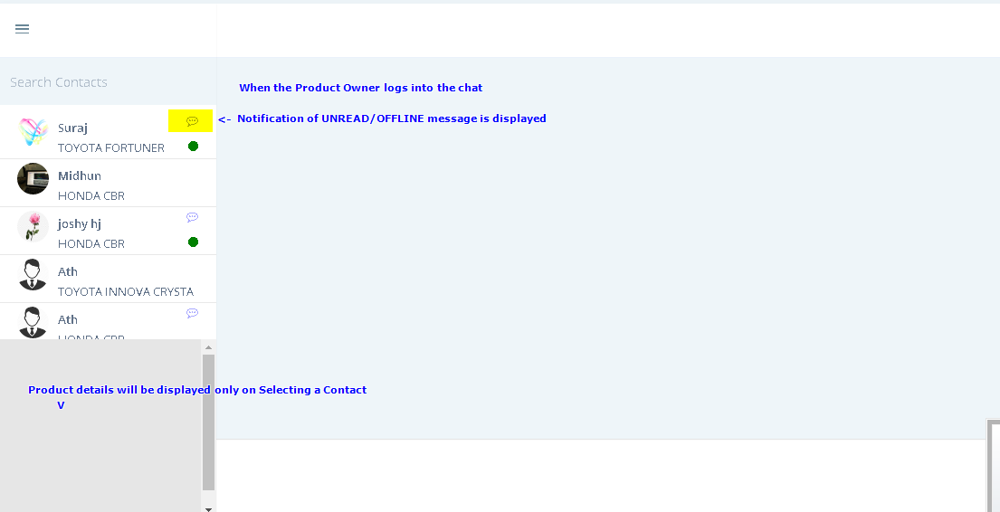 Search Contacts
When the Product Owner logs into the chat
<- Notification of UNREAD/OFFLINE message is displayed
Suraj
TOYOTA FORTUNER
Midhun
HONDA CBR
joshy hj
HONDA CBR
Ath
TOYOTA INNOVA CRYSTA
Ath
HONDA CBR
Product details will be displayed only on Selecting a Contact
V